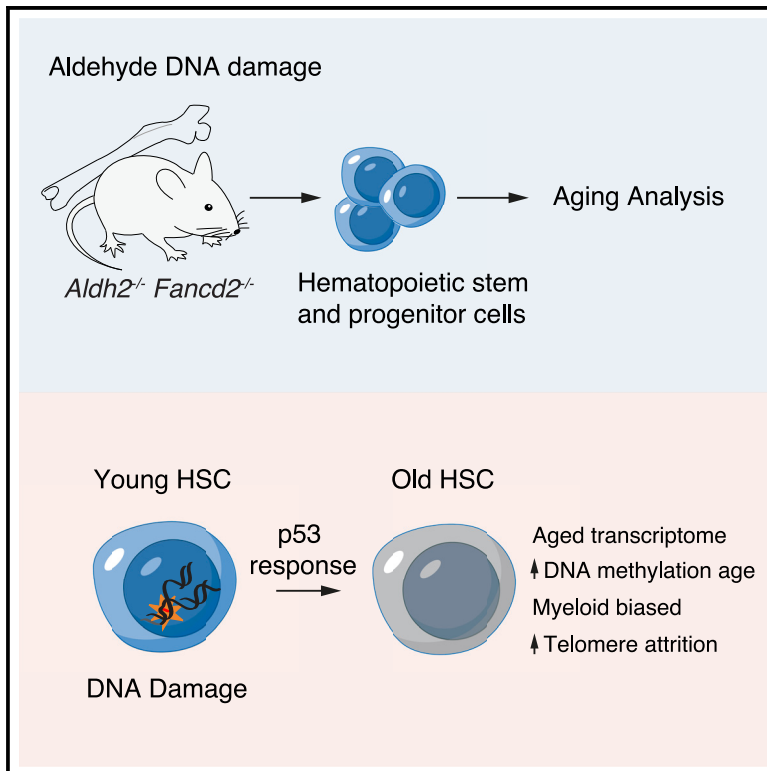 Aldehyde DNA damage
Aldh2-/- Fancd2-/-
Hematopoietic stem
and progenitor cells
Aging Analysis
Young HSC
DNA Damage
p53
response
Old HSC
Aged transcriptome
↑DNA methylation age
Myeloid biased
↑Telomere attrition